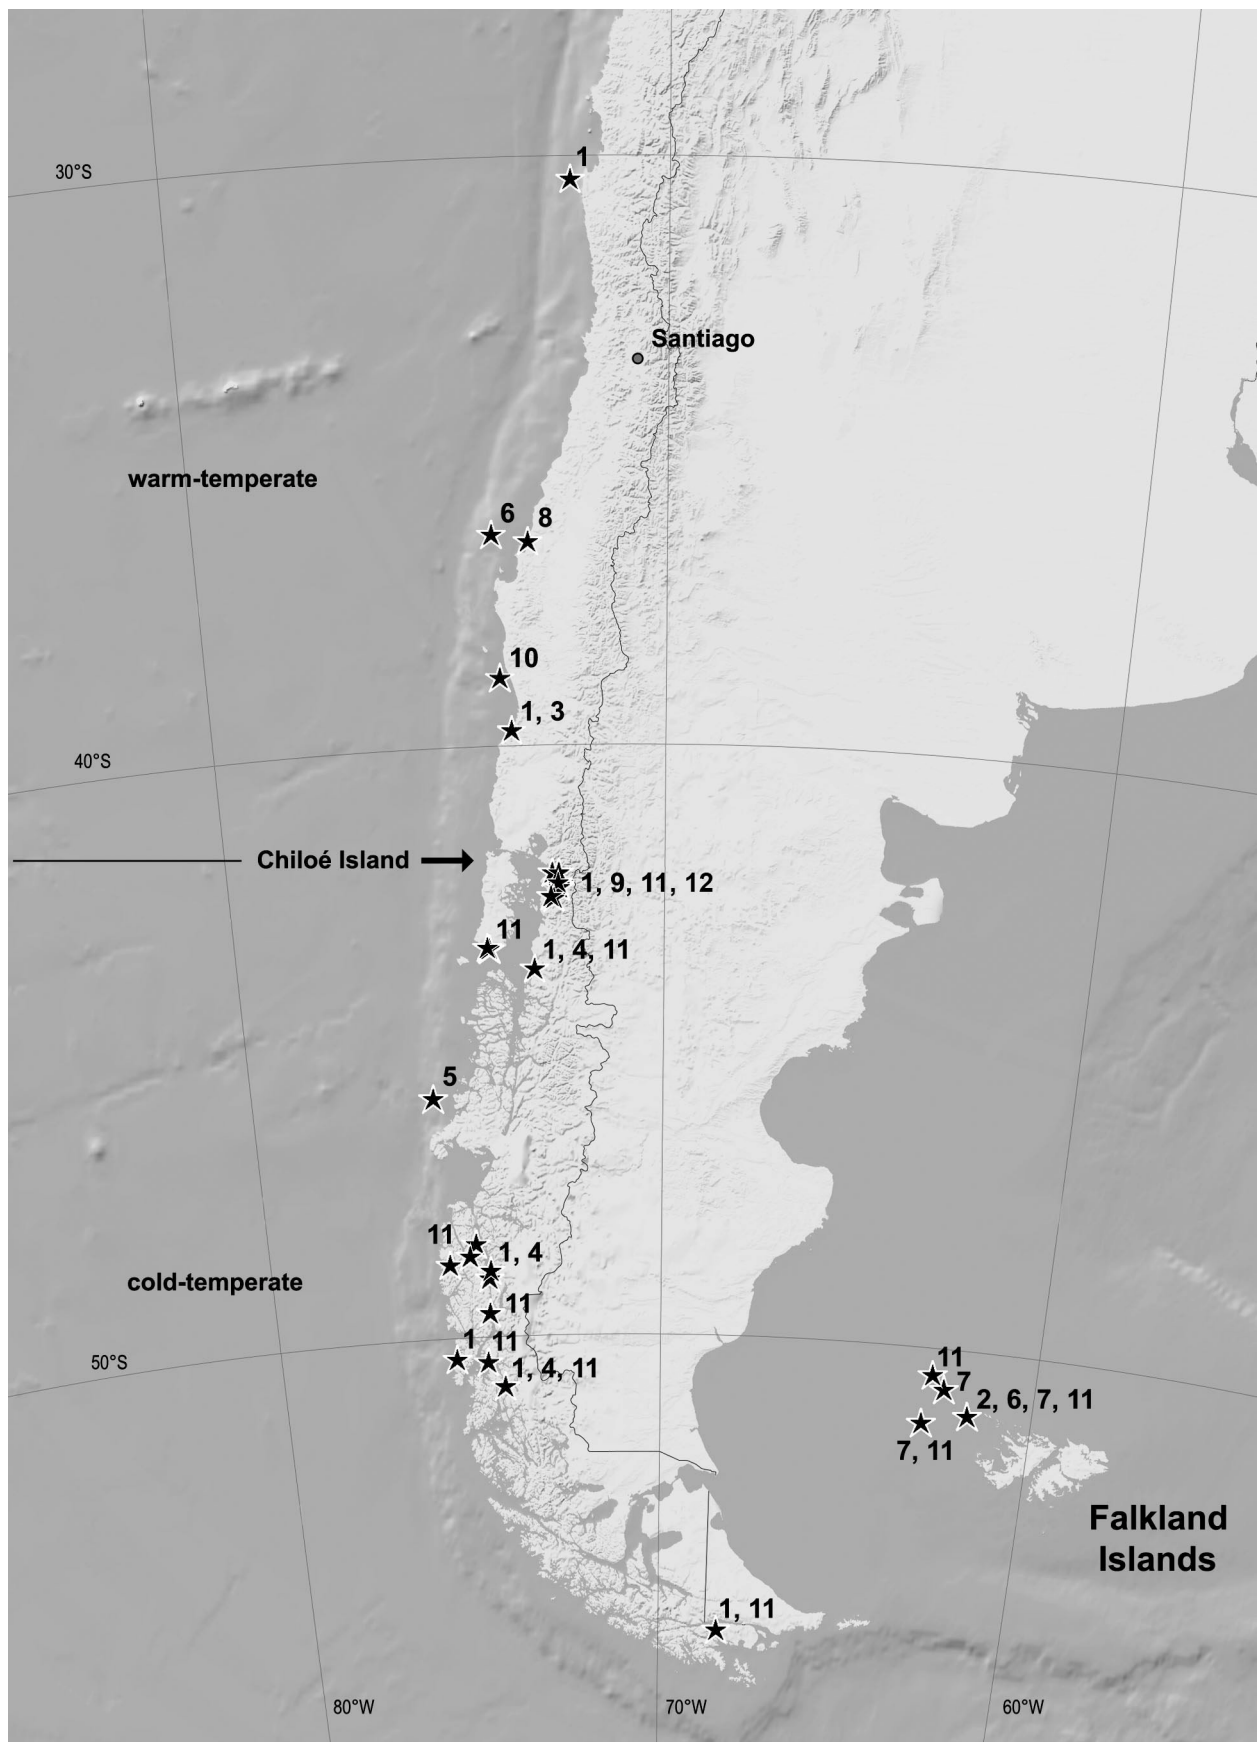 1
30°S
Santiago
warm-temperate
6
8
10
1, 3
40°S
Chiloé Island
1, 9, 11, 12
11
1, 4, 11
5
11
1, 4
cold-temperate
11
1
11
50°S
1, 4, 11
11
7
2, 6, 7, 11
7, 11
Falkland
Islands
1, 11
80°W
70°W
60°W